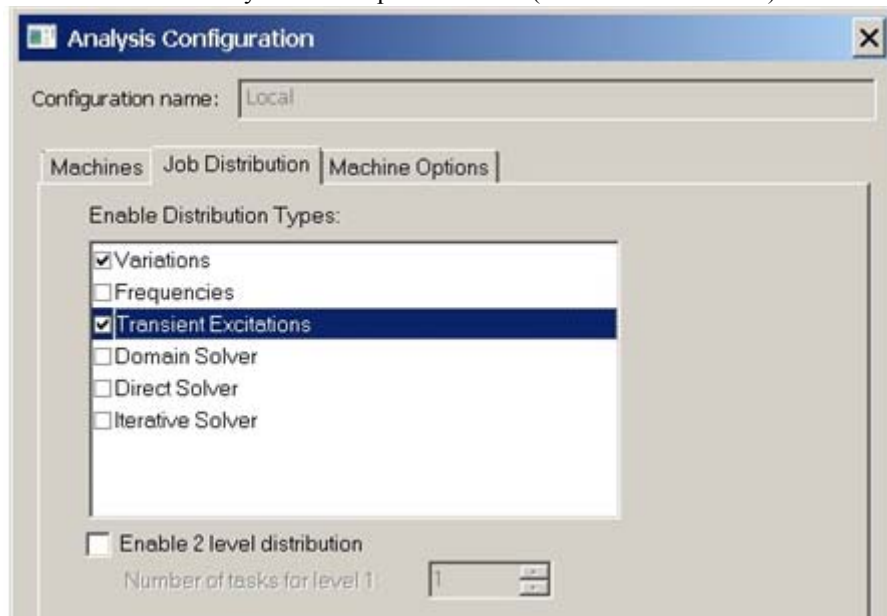 Analysis Configuration
Configuration name: Local
Machines Job Distribution Machine Options
Enable Distribution Types:
Variations
Frequencies
Transient Excitations
Domain Solver
Direct Solver
Iterative Solver
Enable 2 level distribution
Number of tasks for level 1: 1